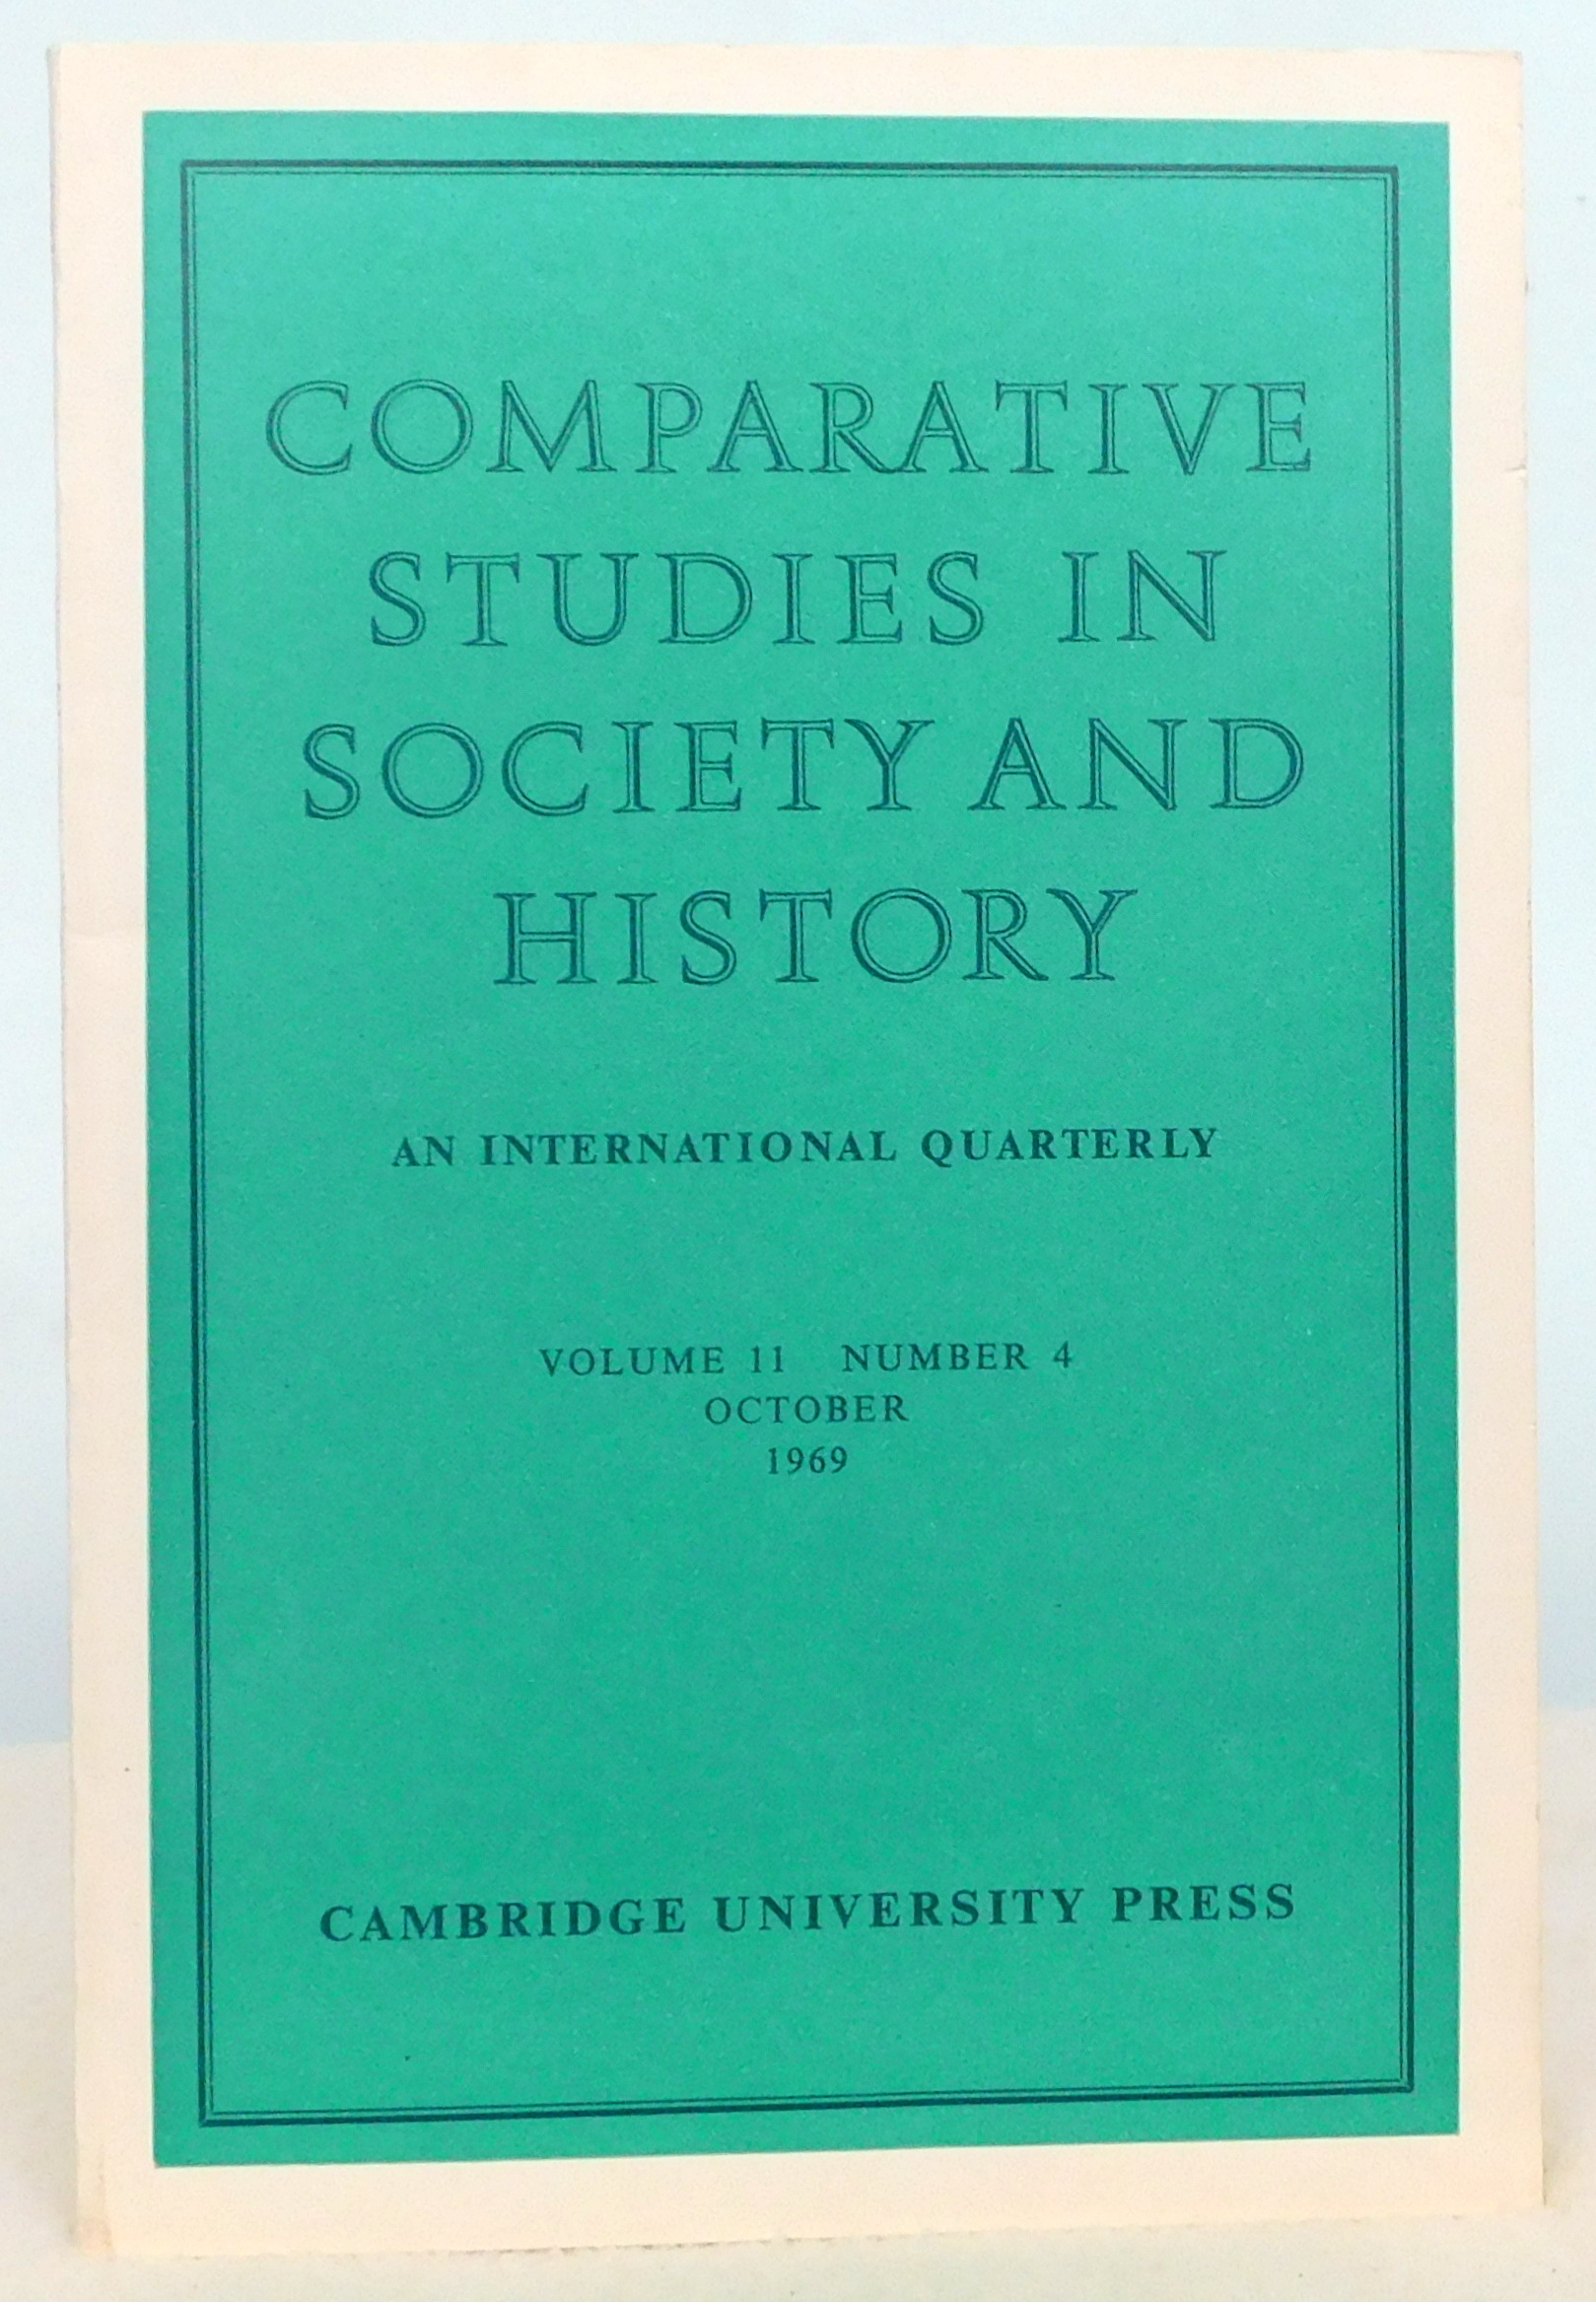 COMPARATIVE
STUDIES IN
SOCIETY AND
HISTORY
AN INTERNATIONAL QUARTERLY
VOLUME 11 NUMBER 4
OCTOBER
1969
CAMBRIDGE UNIVERSITY PRESS